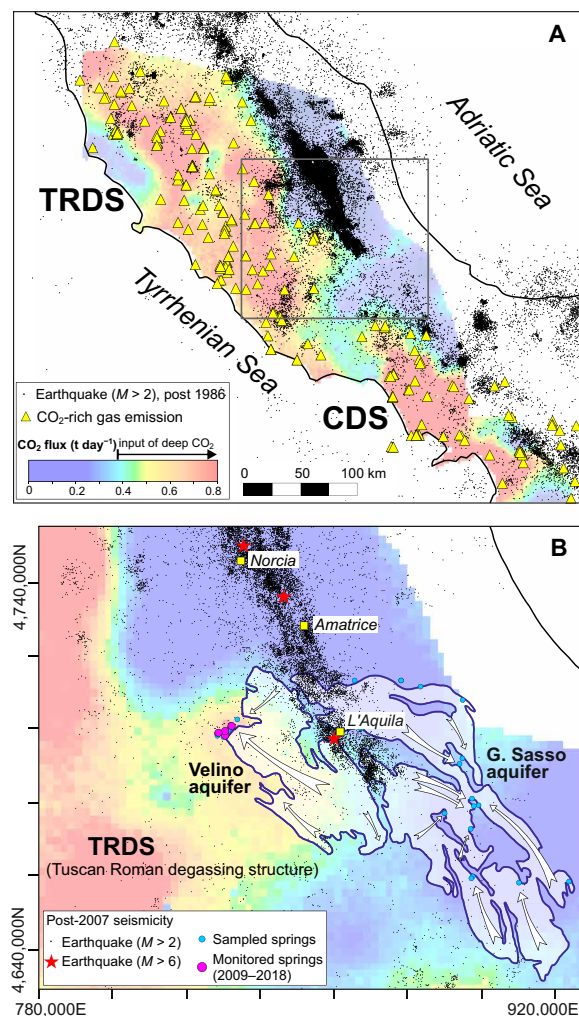 A
Adriatic Sea
TRDS
Tyrrhenian Sea
CDS
Earthquake (M > 2), post 1986
CO₂-rich gas emission
CO₂ flux (t day⁻¹) input of deep CO₂
0 0.2 0.4 0.6 0.8
0 50 100 km
B
4,740,000N
Norcia
Amatrice
L'Aquila
Velino
aquifer
G. Sasso
aquifer
TRDS
(Tuscan Roman degassing structure)
Post-2007 seismicity
Earthquake (M > 2)
Earthquake (M > 6)
Sampled springs
Monitored springs
(2009–2018)
4,640,000N
780,000E
920,000E